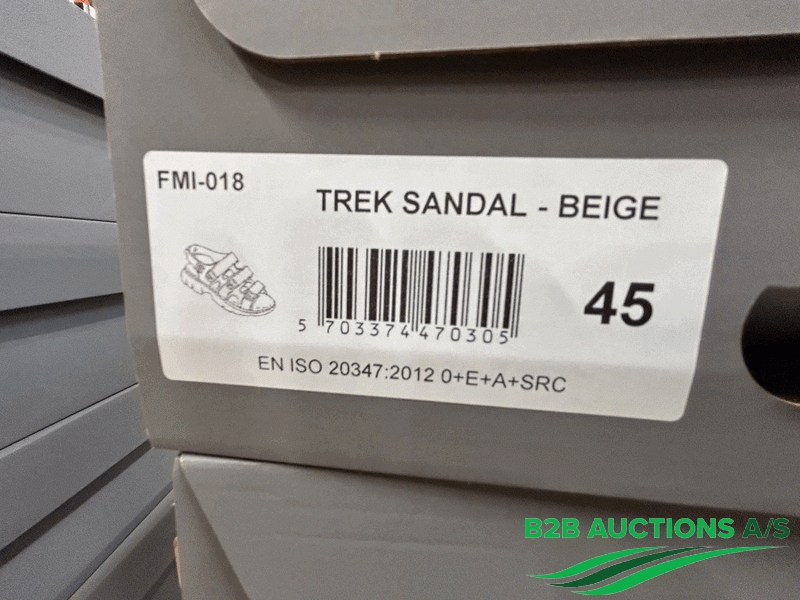 FMI-018
TREK SANDAL - BEIGE
45
5 703374 470305
EN ISO 20347:2012 0+E+A+SRC
B2B AUCTIONS A/S